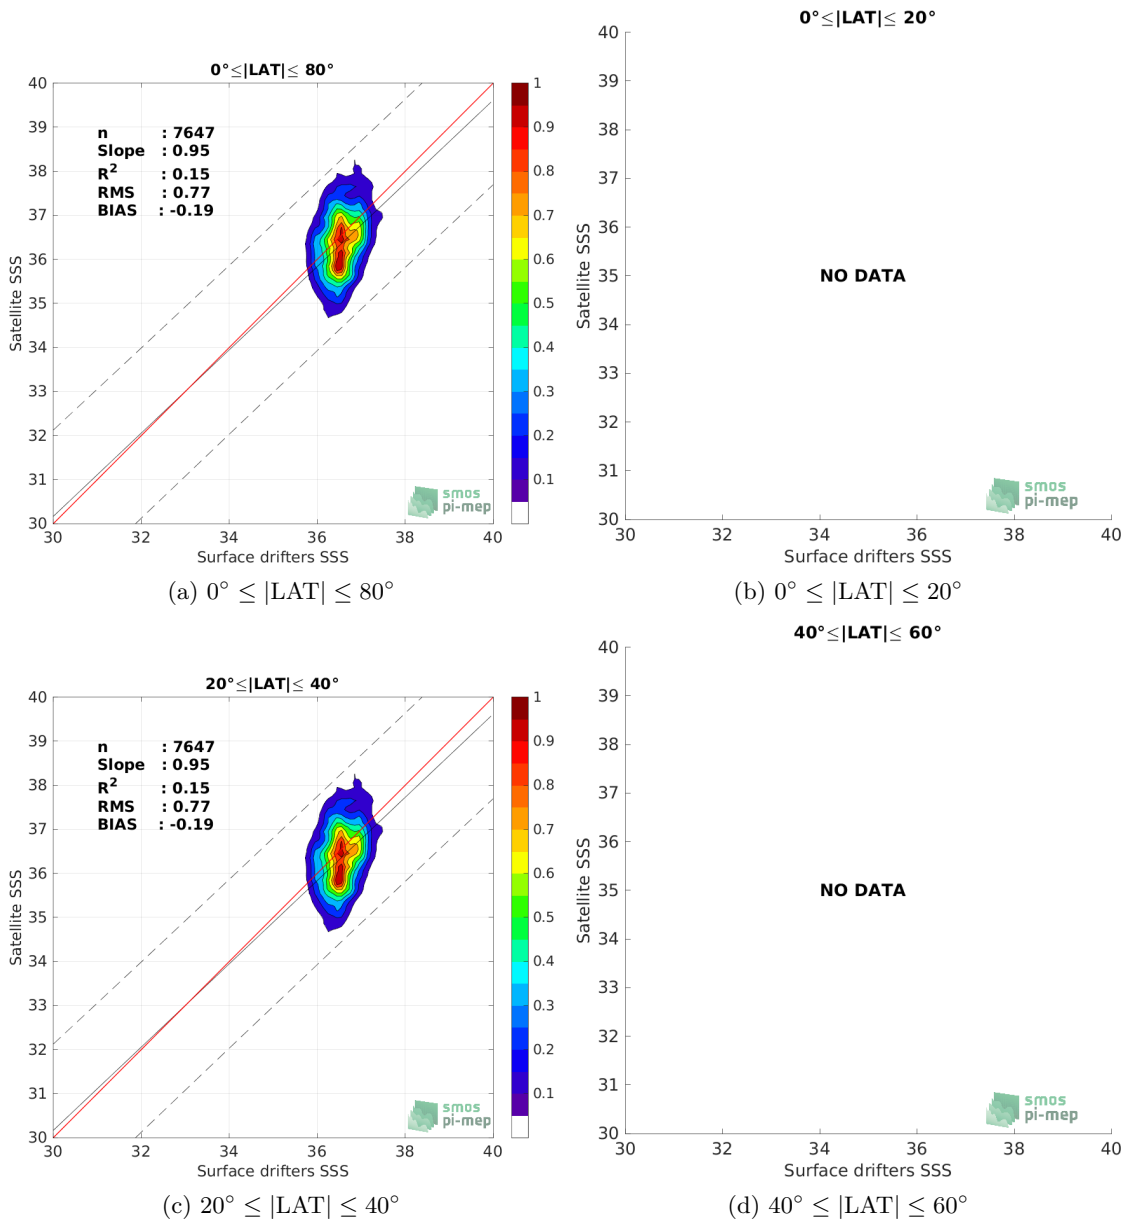 0°≤|LAT|≤ 80°
40
39
38
37
36
35
34
33
32
31
30
Satellite SSS
n : 7647
Slope : 0.95
R² : 0.15
RMS : 0.77
BIAS : -0.19
1
0.9
0.8
0.7
0.6
0.5
0.4
0.3
0.2
0.1
smos
pi-mep
30 32 34 36 38 40
Surface drifters SSS
(a) 0° ≤ |LAT| ≤ 80°
0°≤|LAT|≤ 20°
40
39
38
37
36
35
34
33
32
31
30
Satellite SSS
NO DATA
smos
pi-mep
30 32 34 36 38 40
Surface drifters SSS
(b) 0° ≤ |LAT| ≤ 20°
20°≤|LAT|≤ 40°
40
39
38
37
36
35
34
33
32
31
30
Satellite SSS
n : 7647
Slope : 0.95
R² : 0.15
RMS : 0.77
BIAS : -0.19
1
0.9
0.8
0.7
0.6
0.5
0.4
0.3
0.2
0.1
smos
pi-mep
30 32 34 36 38 40
Surface drifters SSS
(c) 20° ≤ |LAT| ≤ 40°
40°≤|LAT|≤ 60°
40
39
38
37
36
35
34
33
32
31
30
Satellite SSS
NO DATA
smos
pi-mep
30 32 34 36 38 40
Surface drifters SSS
(d) 40° ≤ |LAT| ≤ 60°